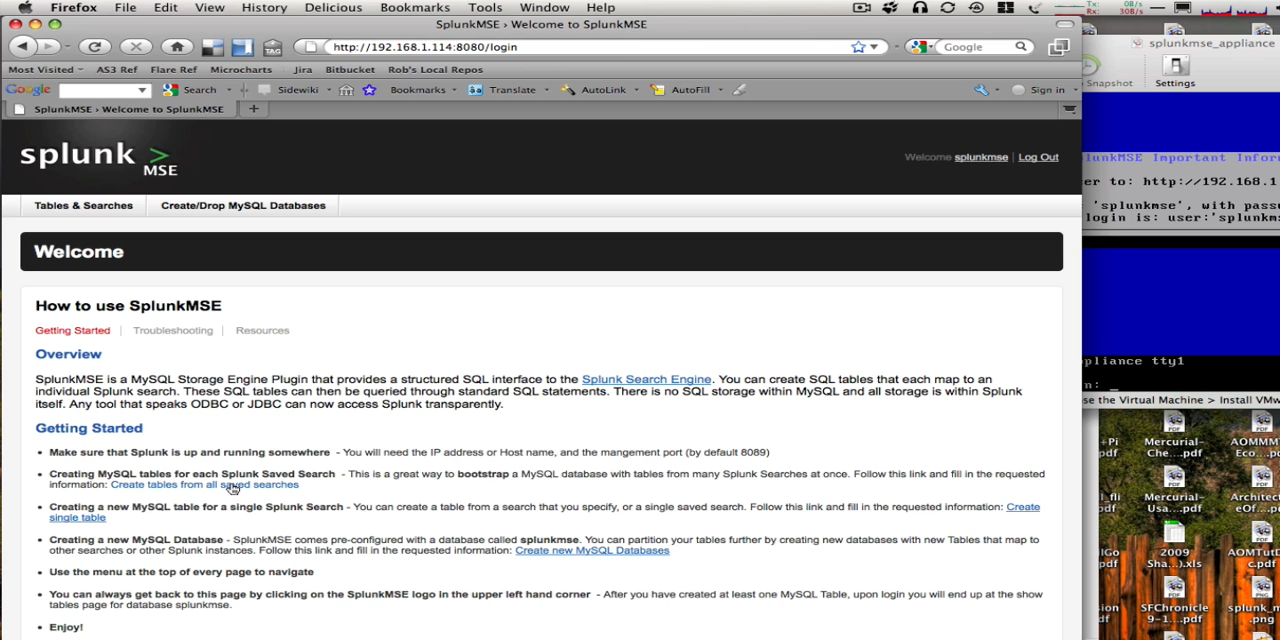 Firefox File Edit View History Delicious Bookmarks Tools Window Help
Tx: 0B/s
Rx: 308B/s
SplunkMSE › Welcome to SplunkMSE
splunkmse_appliance
http://192.168.1.114:8080/login
Google
TAG
Most Visited AS3 Ref Flare Ref Microcharts Jira Bitbucket Rob's Local Repos
Snapshot Settings
Google Search Sidewiki Bookmarks Translate AutoLink AutoFill Sign in
SplunkMSE › Welcome to SplunkMSE
splunk >
MSE
Welcome splunkmse | Log Out
lunkMSE Important Infor
er to: http://192.168.1
'splunkmse', with pass
login is: user:'splunkm
Tables & Searches Create/Drop MySQL Databases
Welcome
How to use SplunkMSE
Getting Started | Troubleshooting | Resources
Overview
SplunkMSE is a MySQL Storage Engine Plugin that provides a structured SQL interface to the Splunk Search Engine. You can create SQL tables that each map to an
individual Splunk search. These SQL tables can then be queried through standard SQL statements. There is no SQL storage within MySQL and all storage is within Splunk
itself. Any tool that speaks ODBC or JDBC can now access Splunk transparently.
Getting Started
• Make sure that Splunk is up and running somewhere - You will need the IP address or Host name, and the mangement port (by default 8089)
• Creating MySQL tables for each Splunk Saved Search - This is a great way to bootstrap a MySQL database with tables from many Splunk Searches at once. Follow this link and fill in the requested
information: Create tables from all saved searches
• Creating a new MySQL table for a single Splunk Search - You can create a table from a search that you specify, or a single saved search. Follow this link and fill in the requested information: Create
single table
• Creating a new MySQL Database - SplunkMSE comes pre-configured with a database called splunkmse. You can partition your tables further by creating new databases with new Tables that map to
other searches or other Splunk instances. Follow this link and fill in the requested information: Create new MySQL Databases
• Use the menu at the top of every page to navigate
• You can always get back to this page by clicking on the SplunkMSE logo in the upper left hand corner - After you have created at least one MySQL Table, upon login you will end up at the show
tables page for database splunkmse.
• Enjoy!
pliance tty1
n: _
se the Virtual Machine > Install VMw
+Pi
pdf
Mercurial-
Che....pdf
AOMMM
Eco...
_fli
pdf
Mercurial-
Usa....pdf
Architect
eOf...
lGo
pdf
2009
Sha...).xls
AOMTutD
c.pdf
sion
pdf
SFChronicle
9-1....pdf
splunk_m
.png